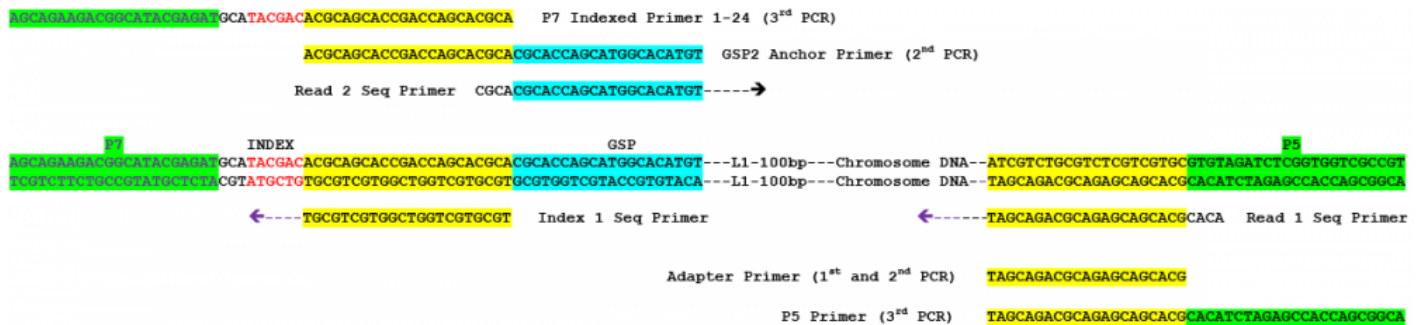 AGCAGAAGACGGCATACGAGATGCATACGACACGCAGCACCGACCAGCACGCA P7 Indexed Primer 1-24 (3rd PCR)
ACGCAGCACCGACCAGCACGCACGCACCAGCATGGCACATGT GSP2 Anchor Primer (2nd PCR)
Read 2 Seq Primer CGCACGCACCAGCATGGCACATGT-----→
P7 INDEX GSP P5
AGCAGAAGACGGCATACGAGATGCATACGACACGCAGCACCGACCAGCACGCACGCACCAGCATGGCACATGT---L1-100bp---Chromosome DNA--ATCGTCTGCGTCTCGTCGTGCGTGTAGATCTCGGTGGTCGCCGT
TCGTCTTCTGCCGTATGCTCTACGTATGCTGTGCGTCGTGGCTGGTCGTGCGTGCGTGGTCGTACCGTGTACA---L1-100bp---Chromosome DNA--TAGCAGACGCAGAGCAGCACGCACATCTAGAGCCACCAGCGGCA
←----TGCGTCGTGGCTGGTCGTGCGT Index 1 Seq Primer ←------TAGCAGACGCAGAGCAGCACGCACA Read 1 Seq Primer
Adapter Primer (1st and 2nd PCR) TAGCAGACGCAGAGCAGCACG
P5 Primer (3rd PCR) TAGCAGACGCAGAGCAGCACGCACATCTAGAGCCACCAGCGGCA